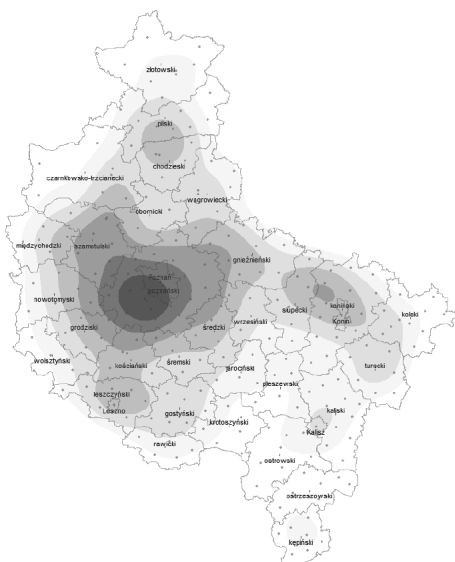 złotowski
pilski
chodzieski
czarnkowsko-trzcianecki
wągrowiecki
obornicki
międzychodzki
szamotulski
gnieźnieński
Poznań
poznański
nowotomyski
koniński
słupecki
kolski
Konin
wrzesiński
grodziski
średzki
wolsztyński
kościański
śremski
jarociński
turecki
pleszewski
leszczyński
Leszno
gostyński
kaliski
krotoszyński
Kalisz
rawicki
ostrowski
ostrzeszowski
kępiński